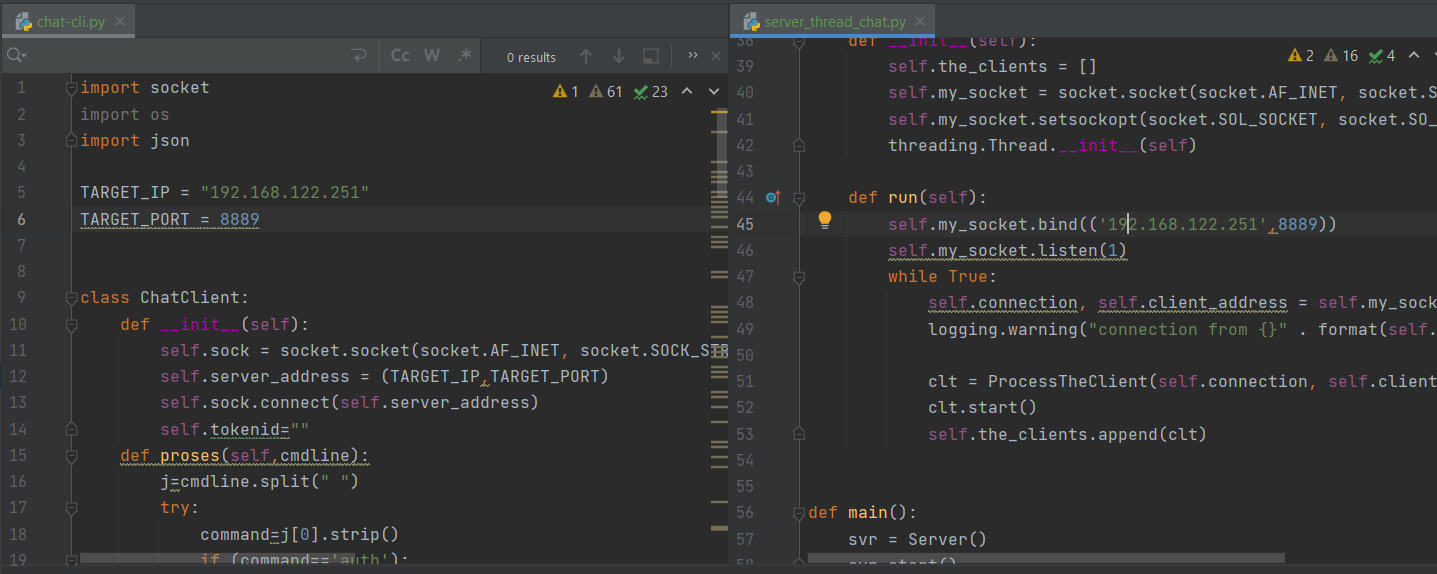 chat-cli.py
Cc W .* 0 results
1 import socket 1 61 23
2 import os
3 import json
4
5 TARGET_IP = "192.168.122.251"
6 TARGET_PORT = 8889
7
8
9 class ChatClient:
10 def __init__(self):
11 self.sock = socket.socket(socket.AF_INET, socket.SOCK_STR
12 self.server_address = (TARGET_IP,TARGET_PORT)
13 self.sock.connect(self.server_address)
14 self.tokenid=""
15 def proses(self,cmdline):
16 j=cmdline.split(" ")
17 try:
18 command=j[0].strip()
19 if (command=='auth'):
server_thread_chat.py
38 def __init__(self):
39 self.the_clients = [] 2 16 4
40 self.my_socket = socket.socket(socket.AF_INET, socket.S
41 self.my_socket.setsockopt(socket.SOL_SOCKET, socket.SO_
42 threading.Thread.__init__(self)
43
44 def run(self):
45 self.my_socket.bind(('192.168.122.251',8889))
46 self.my_socket.listen(1)
47 while True:
48 self.connection, self.client_address = self.my_sock
49 logging.warning("connection from {}" . format(self.
50
51 clt = ProcessTheClient(self.connection, self.client
52 clt.start()
53 self.the_clients.append(clt)
54
55
56 def main():
57 svr = Server()
58 svr.start()